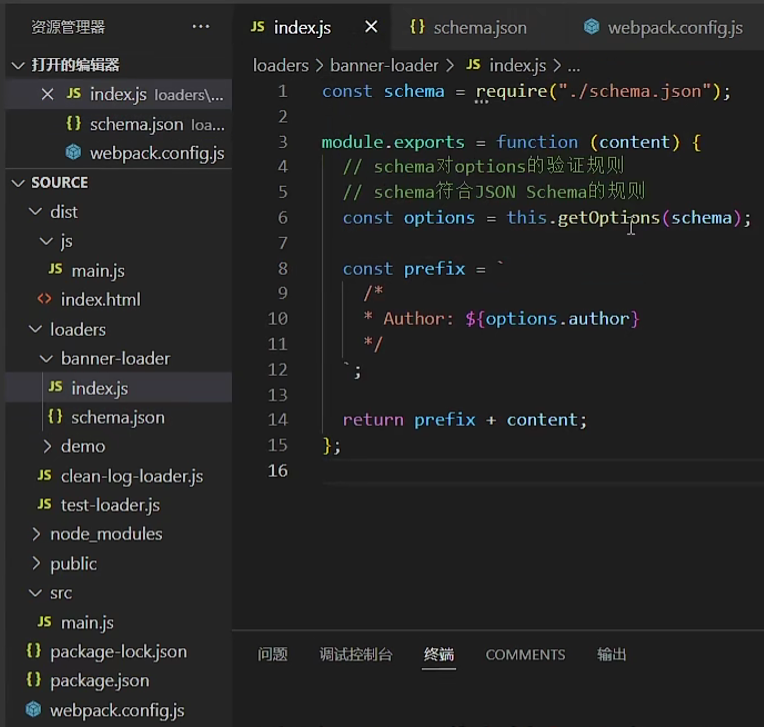 资源管理器 ...
打开的编辑器
JS index.js loaders\...
{} schema.json loa...
webpack.config.js
SOURCE
dist
js
JS main.js
<> index.html
loaders
banner-loader
JS index.js
{} schema.json
demo
JS clean-log-loader.js
JS test-loader.js
node_modules
public
src
JS main.js
{} package-lock.json
{} package.json
webpack.config.js
JS index.js {} schema.json webpack.config.js
loaders > banner-loader > JS index.js > ...
1 const schema = require("./schema.json");
2
3 module.exports = function (content) {
4 // schema对options的验证规则
5 // schema符合JSON Schema的规则
6 const options = this.getOptions(schema);
7
8 const prefix = `
9 /*
10 * Author: ${options.author}
11 */
12 `;
13
14 return prefix + content;
15 };
16
问题 调试控制台 终端 COMMENTS 输出